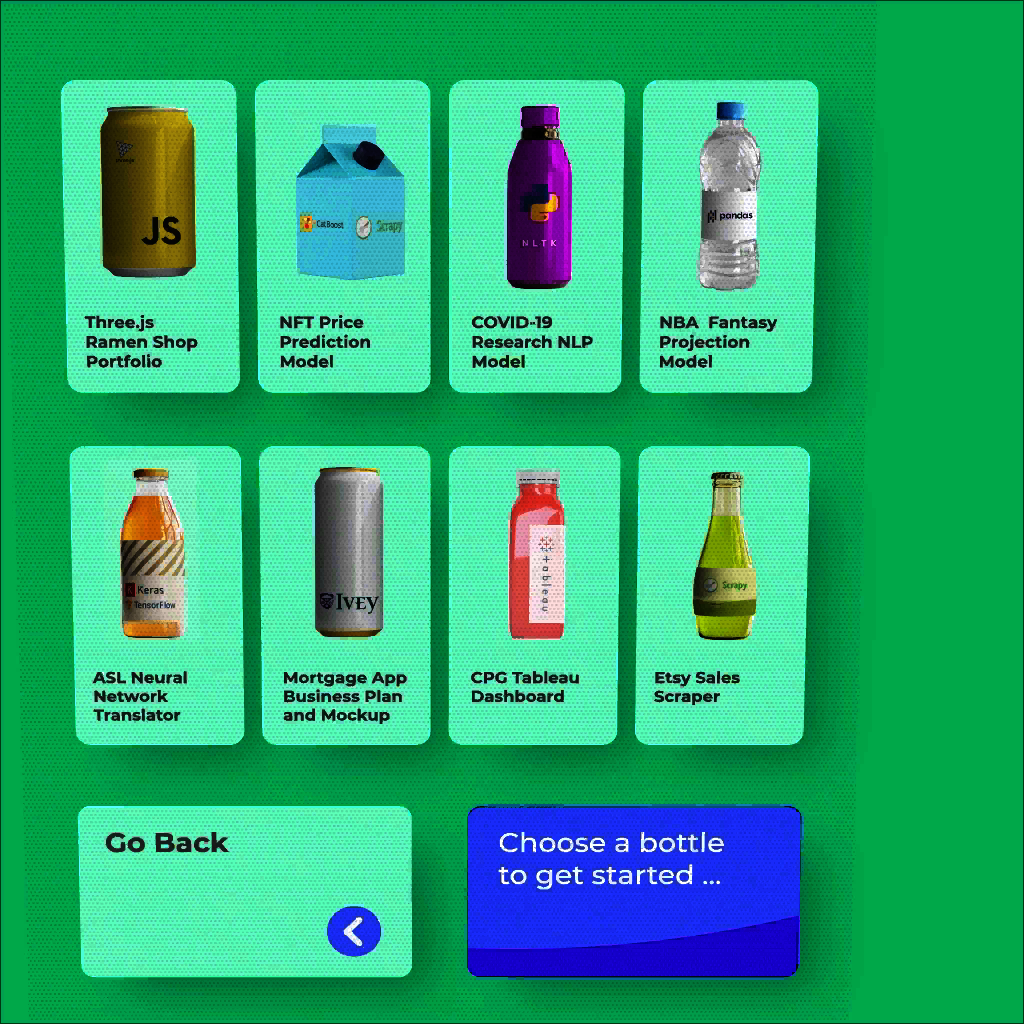 JS
CatBoost
Scrapy
NLTK
pandas
Three.js
Ramen Shop
Portfolio
NFT Price
Prediction
Model
COVID-19
Research NLP
Model
NBA Fantasy
Projection
Model
Keras
TensorFlow
IVEY
+ableau
Scrapy
ASL Neural
Network
Translator
Mortgage App
Business Plan
and Mockup
CPG Tableau
Dashboard
Etsy Sales
Scraper
Go Back
Choose a bottle
to get started ...